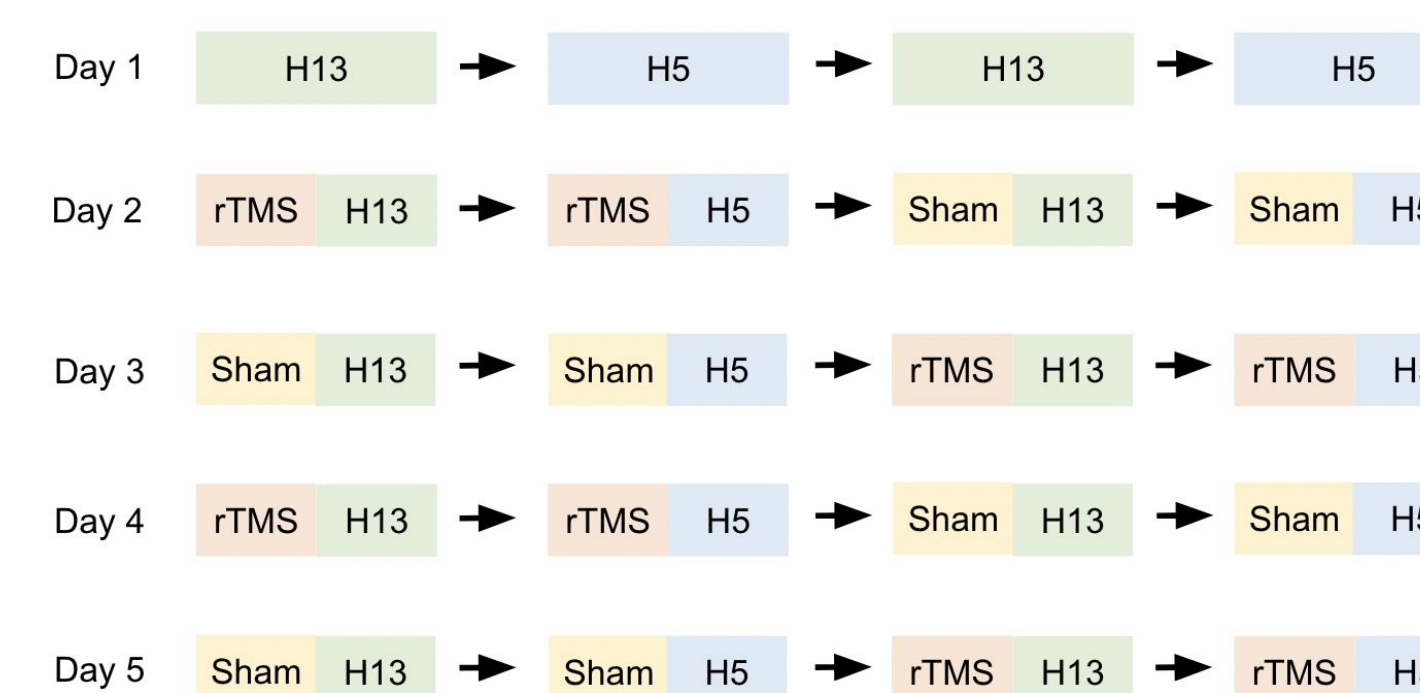 Day 1 H13 H5 H13 H5
Day 2 rTMS H13 rTMS H5 Sham H13 Sham
Day 3 Sham H13 Sham H5 rTMS H13 rTMS
Day 4 rTMS H13 rTMS H5 Sham H13 Sham
Day 5 Sham H13 Sham H5 rTMS H13 rTMS